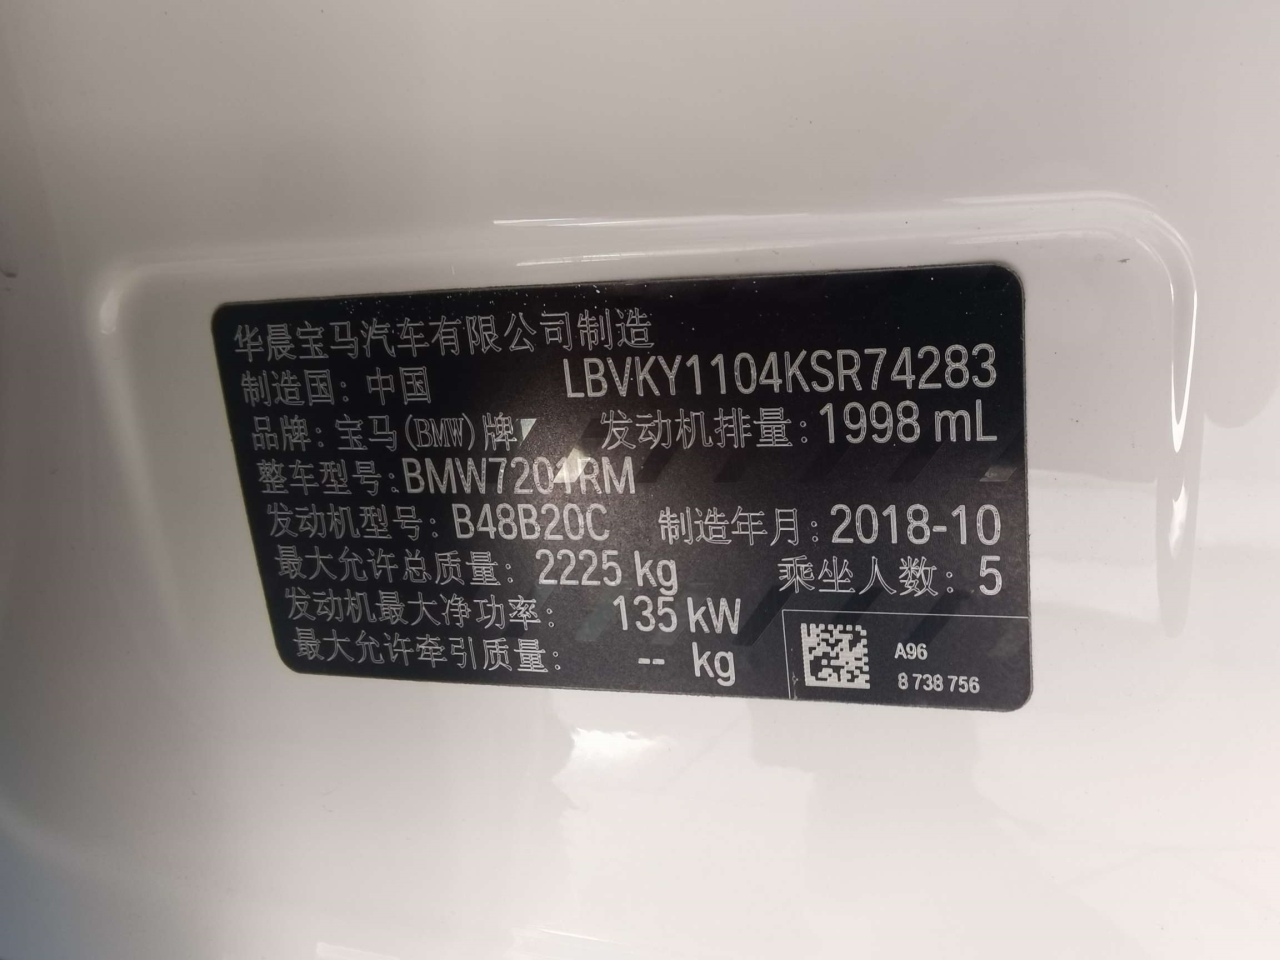 华晨宝马汽车有限公司制造
制造国：中国 LBVKY1104KSR74283
品牌：宝马(BMW)牌 发动机排量：1998 mL
整车型号：BMW7201RM
发动机型号：B48B20C 制造年月：2018-10
最大允许总质量：2225 kg 乘坐人数：5
发动机最大净功率：135 kW
最大允许牵引质量：-- kg
A96
8 738 756